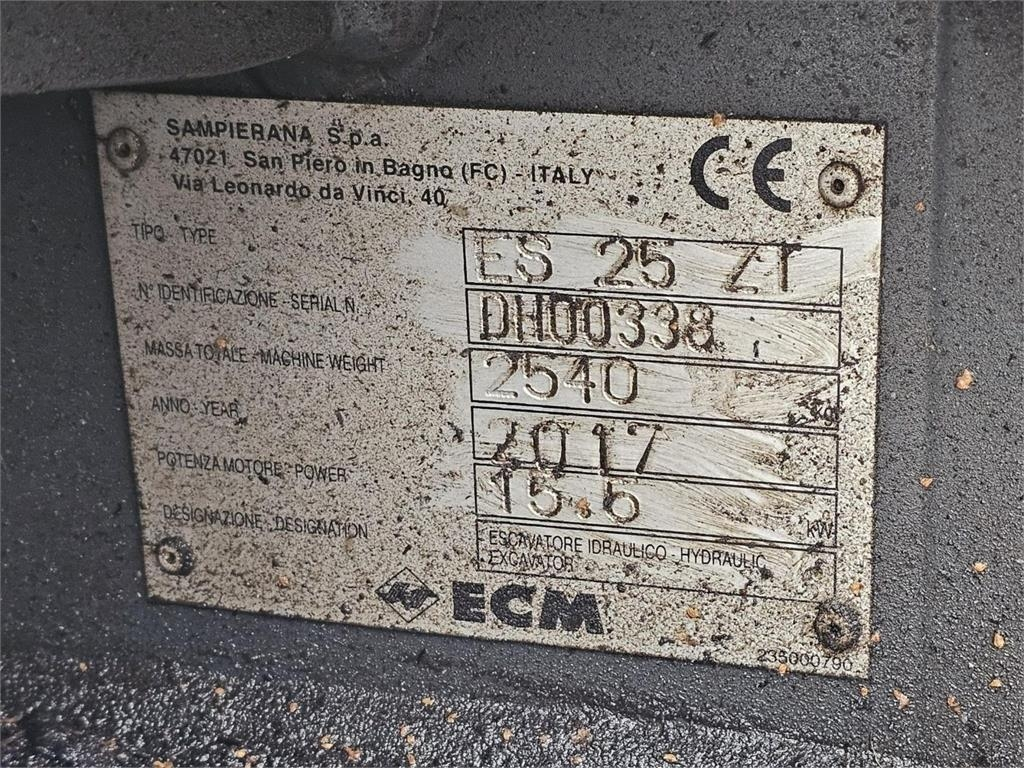 SAMPIERANA S.p.a.
47021 San Piero in Bagno (FC) - ITALY
Via Leonardo da Vinci, 40
CE
TIPO - TYPE ES 25 ZT
N° IDENTIFICAZIONE - SERIAL N. DH00338
MASSA TOTALE - MACHINE WEIGHT 2540 kg
ANNO - YEAR 2017
POTENZA MOTORE - POWER 15.5 kW
DESIGNAZIONE - DESIGNATION ESCAVATORE IDRAULICO - HYDRAULIC
EXCAVATOR
ECM
235000790